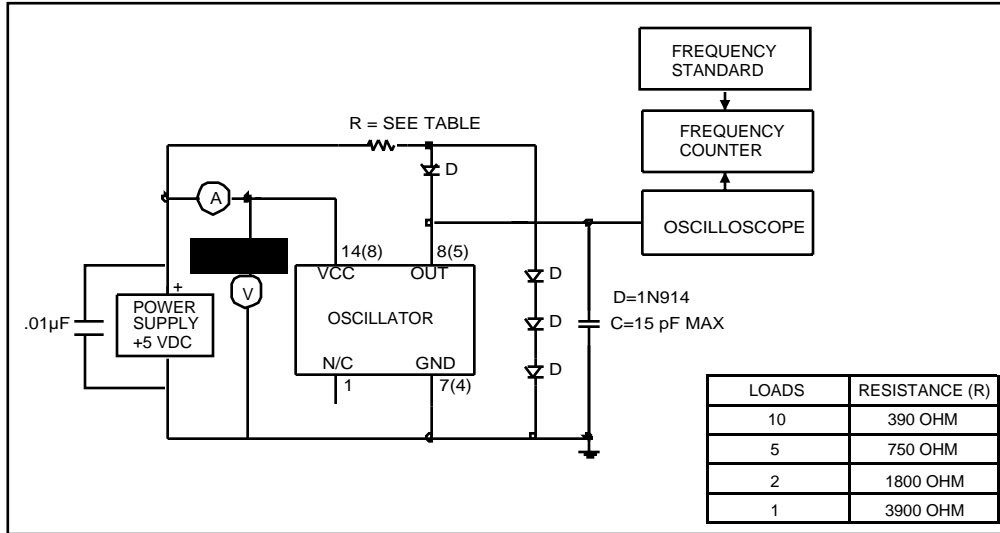 FREQUENCY
STANDARD
R = SEE TABLE
FREQUENCY
COUNTER
D
A
OSCILLOSCOPE
14(8)
8(5)
VCC
OUT
D
+
V
D=1N914
POWER
SUPPLY
+5 VDC
.01µF
OSCILLATOR
D
C=15 pF MAX
N/C
GND
D
1
7(4)
LOADS RESISTANCE (R)
10 390 OHM
5 750 OHM
2 1800 OHM
1 3900 OHM